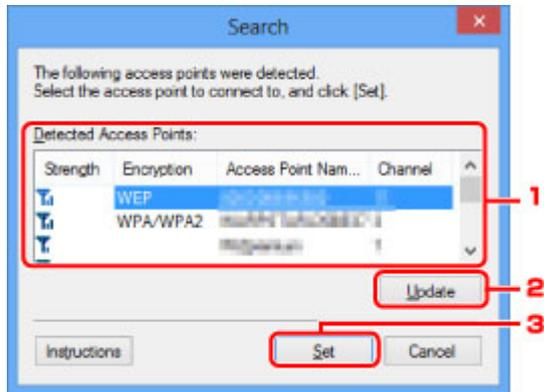 Search
The following access points were detected.
Select the access point to connect to, and click [Set].
Detected Access Points:
Strength Encryption Access Point Nam... Channel
WEP
WPA/WPA2
1
Update
2
3
Instructions Set Cancel